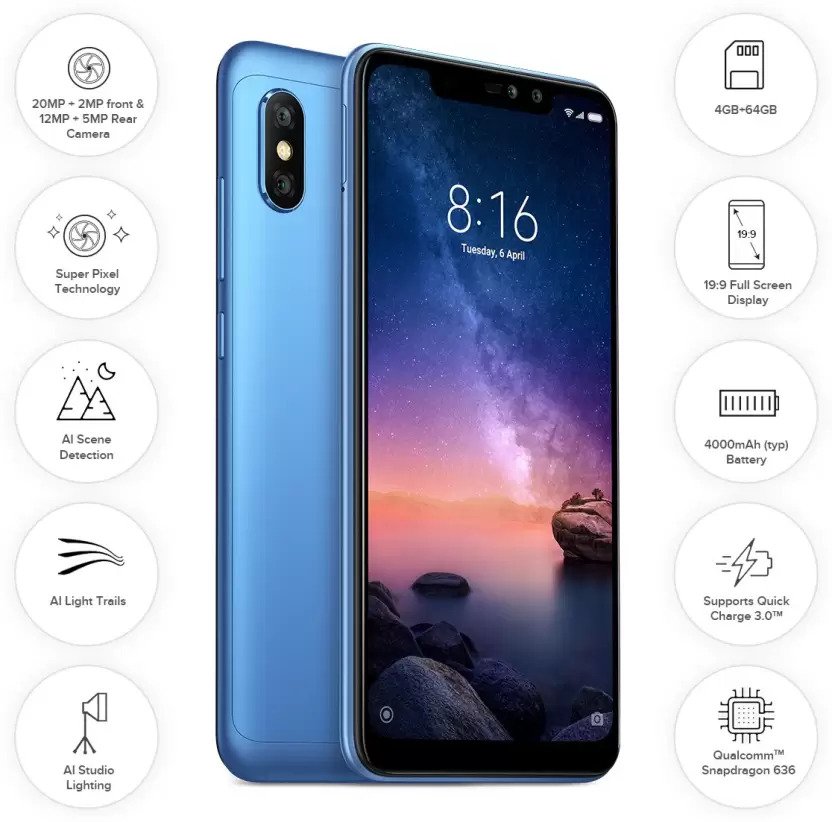 20MP + 2MP front &
12MP + 5MP Rear
Camera
Super Pixel
Technology
AI Scene
Detection
AI Light Trails
AI Studio
Lighting
8:16
Tuesday, 6 April
4GB+64GB
19:9
19:9 Full Screen
Display
4000mAh (typ)
Battery
Supports Quick
Charge 3.0™
Qualcomm™
Snapdragon 636